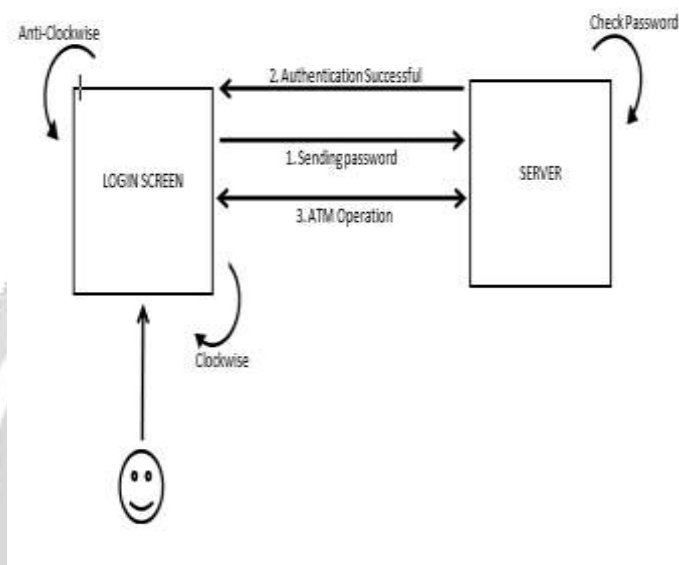 Anti-Clockwise
Check Password
2. Authentication Successful
1. Sending password
LOGIN SCREEN
SERVER
3. ATM Operation
Clockwise